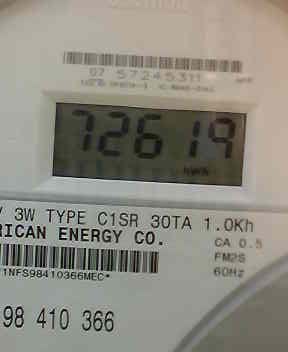 07 57245311
72619
kWh
V 3W TYPE C1SR 30TA 1.0Kh
RICAN ENERGY CO.
CA 0.5
FM2S
60Hz
1NFS98410366MEC*
98 410 366